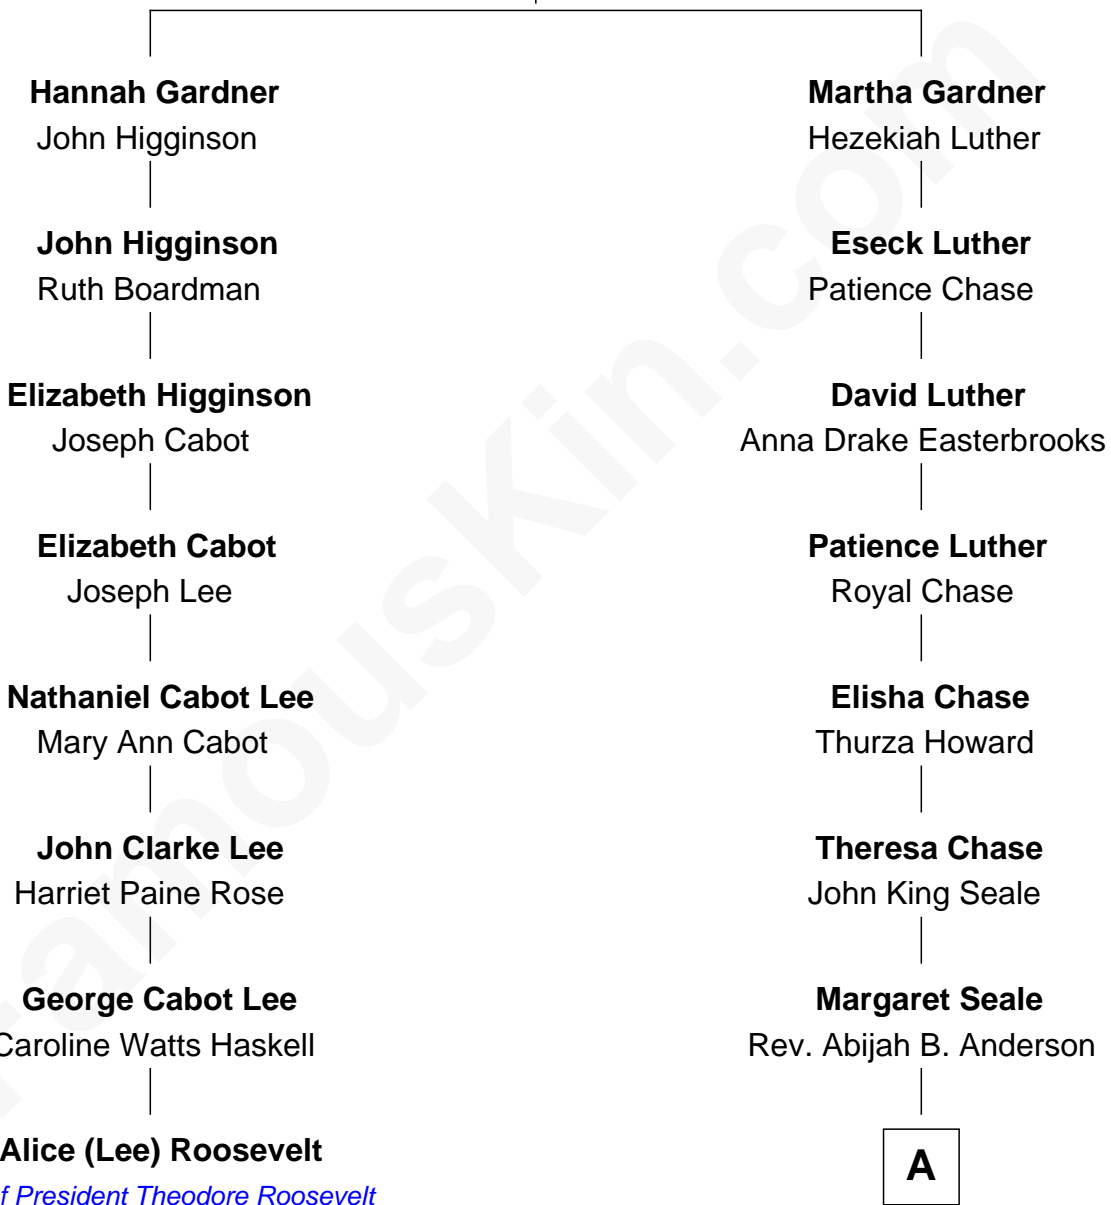 Hannah Gardner
John Higginson
Martha Gardner
Hezekiah Luther
John Higginson
Ruth Boardman
Eseck Luther
Patience Chase
Elizabeth Higginson
Joseph Cabot
David Luther
Anna Drake Easterbrooks
Elizabeth Cabot
Joseph Lee
Patience Luther
Royal Chase
Nathaniel Cabot Lee
Mary Ann Cabot
Elisha Chase
Thurza Howard
John Clarke Lee
Harriet Paine Rose
Theresa Chase
John King Seale
George Cabot Lee
Caroline Watts Haskell
Margaret Seale
Rev. Abijah B. Anderson
Alice (Lee) Roosevelt
f President Theodore Roosevelt
A
FamousKin.com